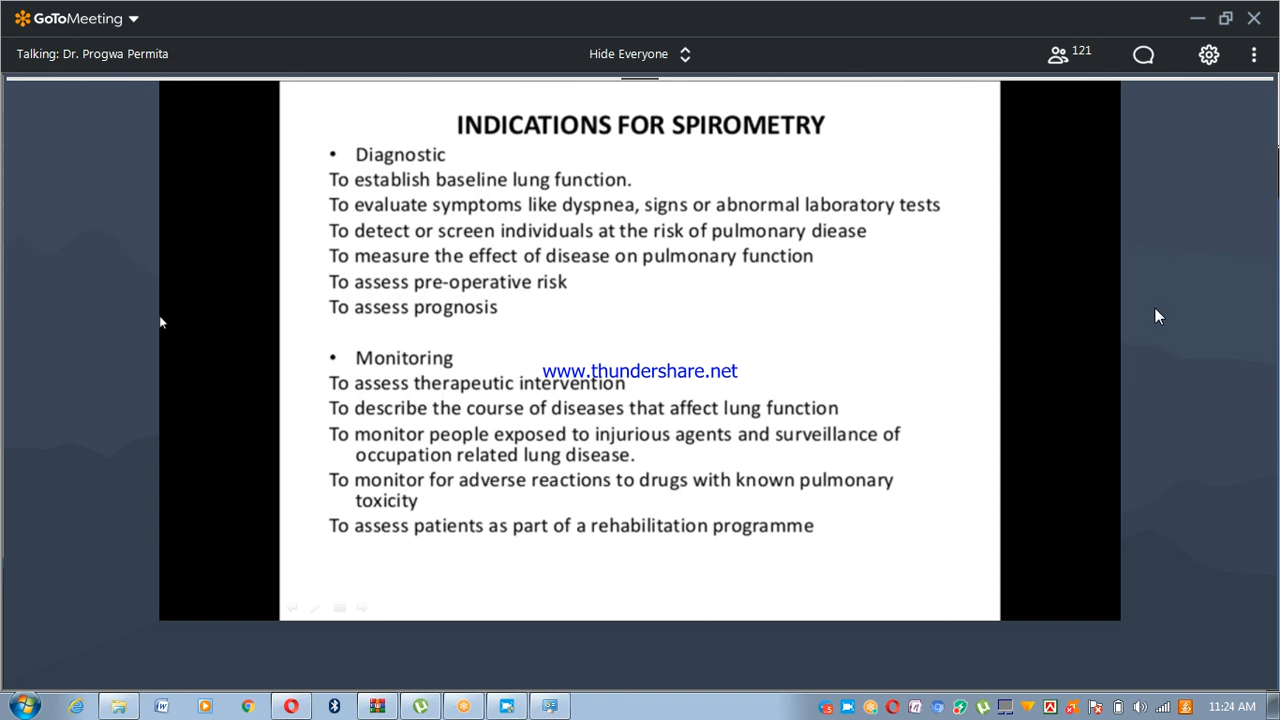 GoToMeeting
Talking: Dr. Progwa Permita
Hide Everyone
121
INDICATIONS FOR SPIROMETRY
• Diagnostic
To establish baseline lung function.
To evaluate symptoms like dyspnea, signs or abnormal laboratory tests
To detect or screen individuals at the risk of pulmonary diease
To measure the effect of disease on pulmonary function
To assess pre-operative risk
To assess prognosis
• Monitoring
www.thundershare.net
To assess therapeutic intervention
To describe the course of diseases that affect lung function
To monitor people exposed to injurious agents and surveillance of
occupation related lung disease.
To monitor for adverse reactions to drugs with known pulmonary
toxicity
To assess patients as part of a rehabilitation programme
11:24 AM